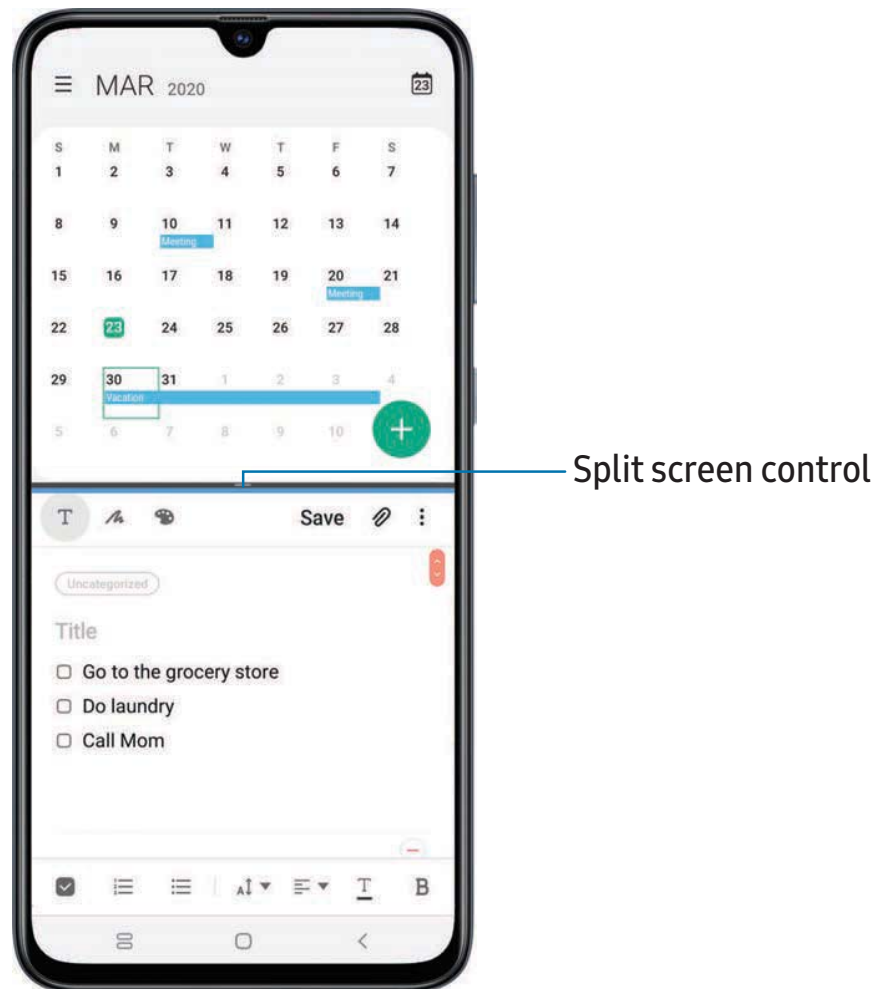 MAR 2020
23
S M T W T F S
1 2 3 4 5 6 7
8 9 10 11 12 13 14
Meeting
15 16 17 18 19 20 21
Meeting
22 23 24 25 26 27 28
29 30 31 1 2 3 4
Vacation
5 6 7 8 9 10
+
Split screen control
T Save
Uncategorized
Title
Go to the grocery store
Do laundry
Call Mom
A T B